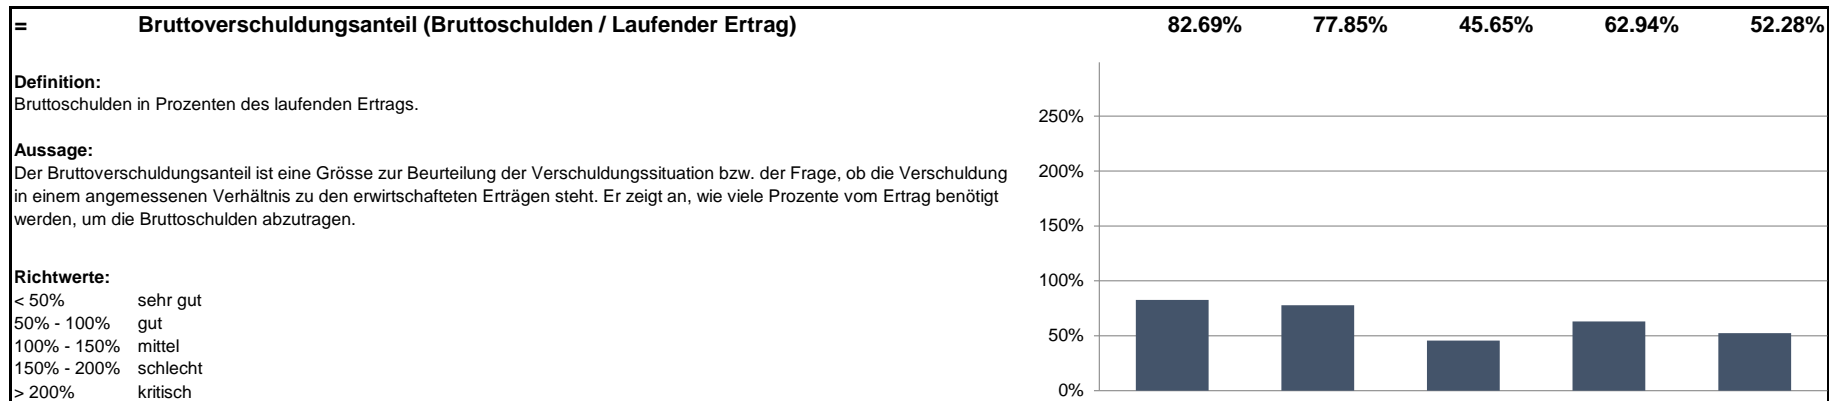 = Bruttoverschuldungsanteil (Bruttoschulden / Laufender Ertrag) 82.69% 77.85% 45.65% 62.94% 52.28%
Definition:
Bruttoschulden in Prozenten des laufenden Ertrags.
Aussage:
Der Bruttoverschuldungsanteil ist eine Grösse zur Beurteilung der Verschuldungssituation bzw. der Frage, ob die Verschuldung
in einem angemessenen Verhältnis zu den erwirtschafteten Erträgen steht. Er zeigt an, wie viele Prozente vom Ertrag benötigt
werden, um die Bruttoschulden abzutragen.
Richtwerte:
< 50% sehr gut
50% - 100% gut
100% - 150% mittel
150% - 200% schlecht
> 200% kritisch
250%
200%
150%
100%
50%
0%